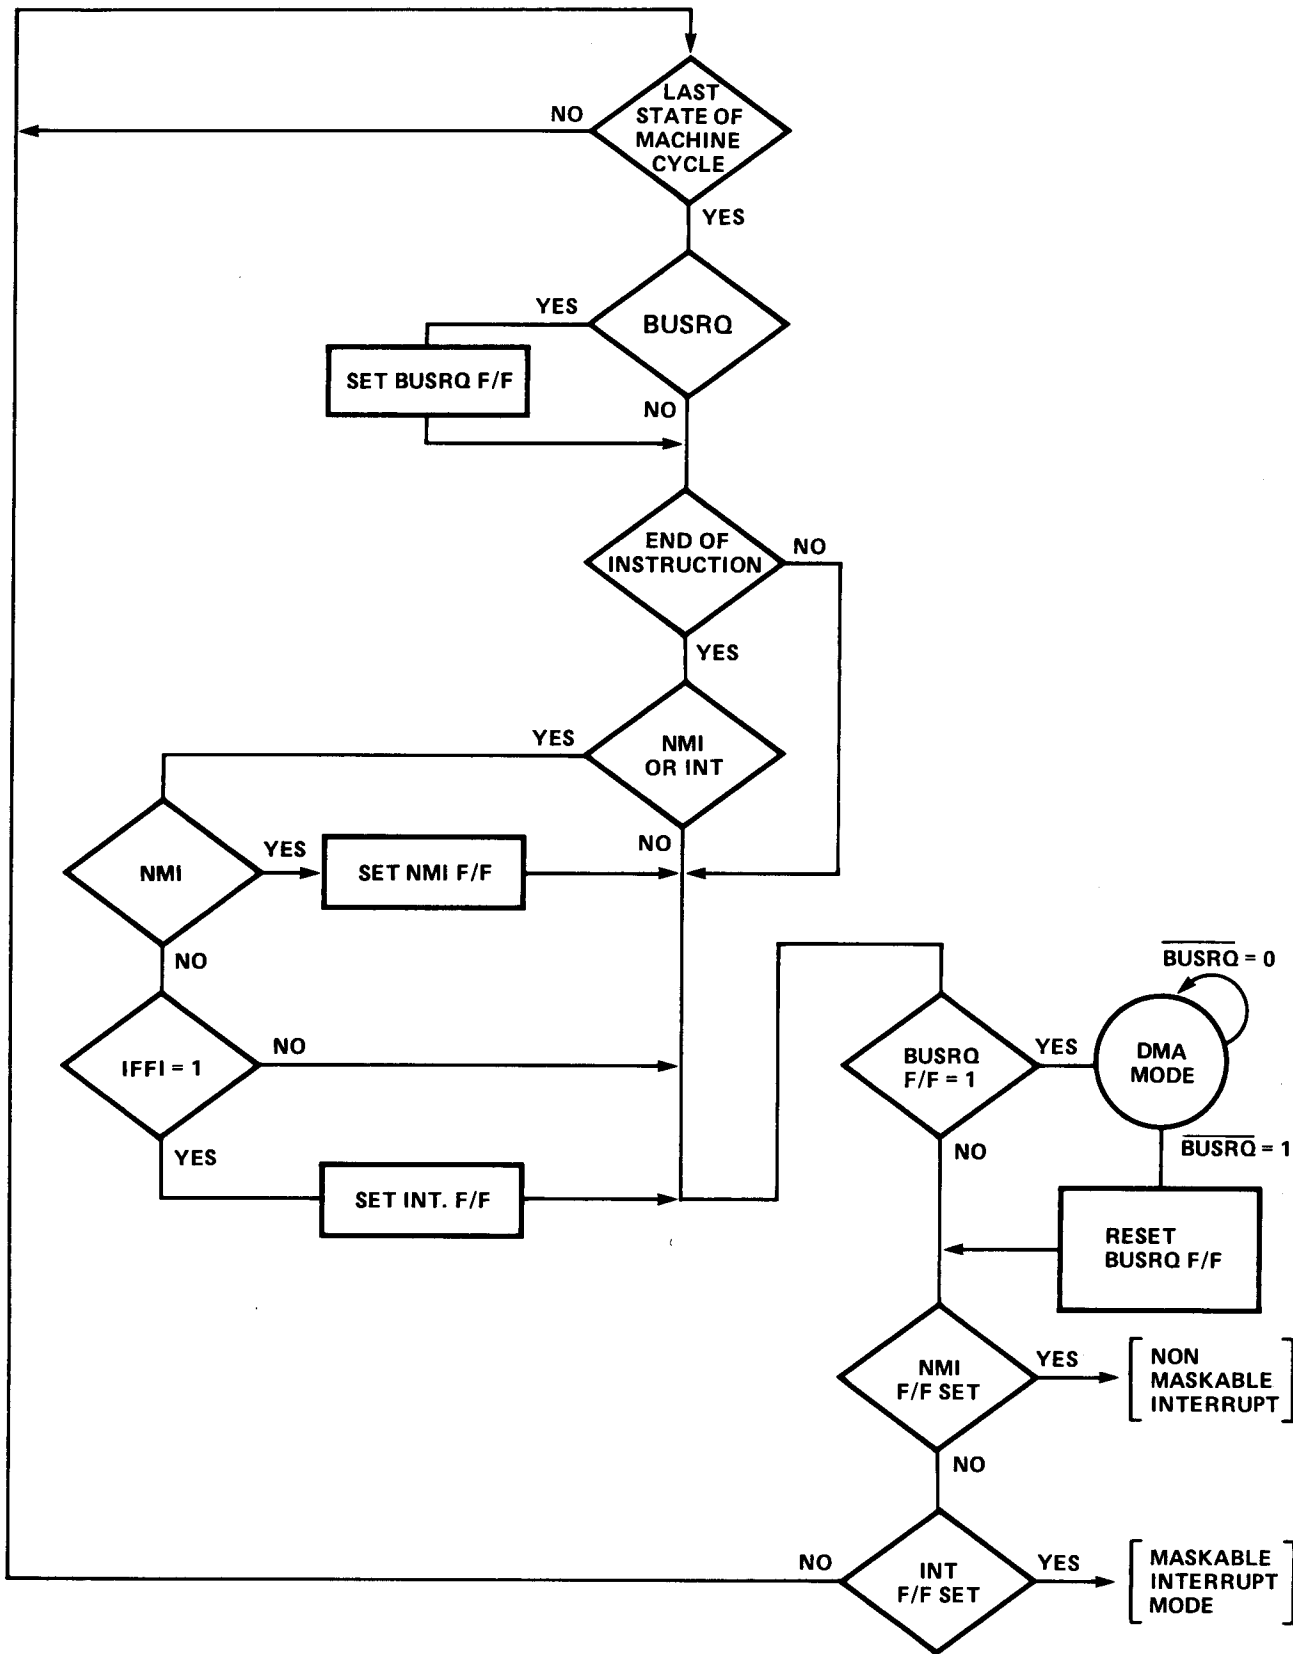 LAST
STATE OF
MACHINE
CYCLE
NO
YES
BUSRQ
YES
SET BUSRQ F/F
NO
END OF
INSTRUCTION
NO
YES
NMI
OR INT
YES
NO
NMI
YES
SET NMI F/F
NO
IFFI = 1
NO
YES
SET INT. F/F
BUSRQ
F/F = 1
YES
DMA
MODE
BUSRQ = 0
BUSRQ = 1
NO
RESET
BUSRQ F/F
NMI
F/F SET
YES
NON
MASKABLE
INTERRUPT
NO
INT
F/F SET
NO
YES
MASKABLE
INTERRUPT
MODE